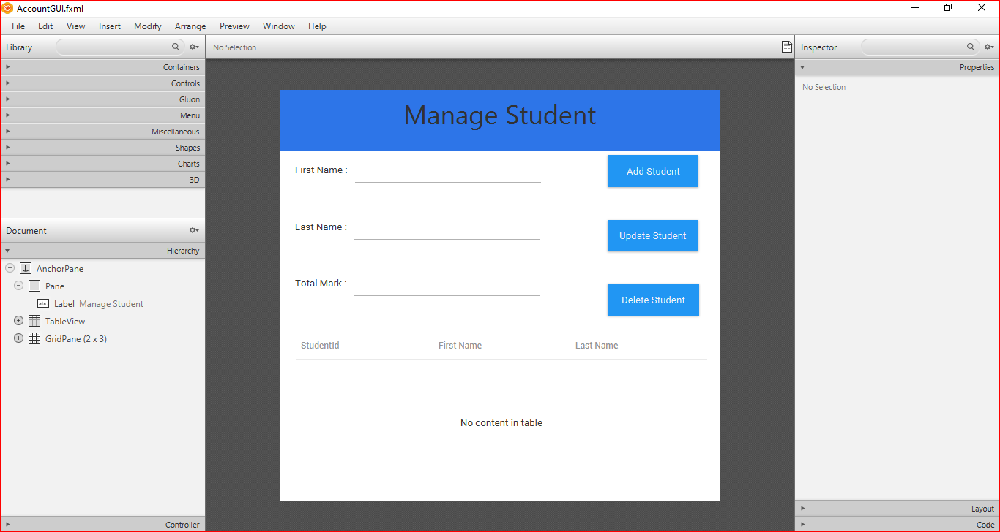 AccountGUI.fxml
File Edit View Insert Modify Arrange Preview Window Help
Library
No Selection
Inspector
Containers
Controls
Gluon
Menu
Miscellaneous
Shapes
Charts
3D
Document
Hierarchy
AnchorPane
Pane
abc Label Manage Student
TableView
GridPane (2 x 3)
Controller
Manage Student
First Name :
Add Student
Last Name :
Update Student
Total Mark :
Delete Student
StudentId First Name Last Name
No content in table
Properties
No Selection
Layout
Code